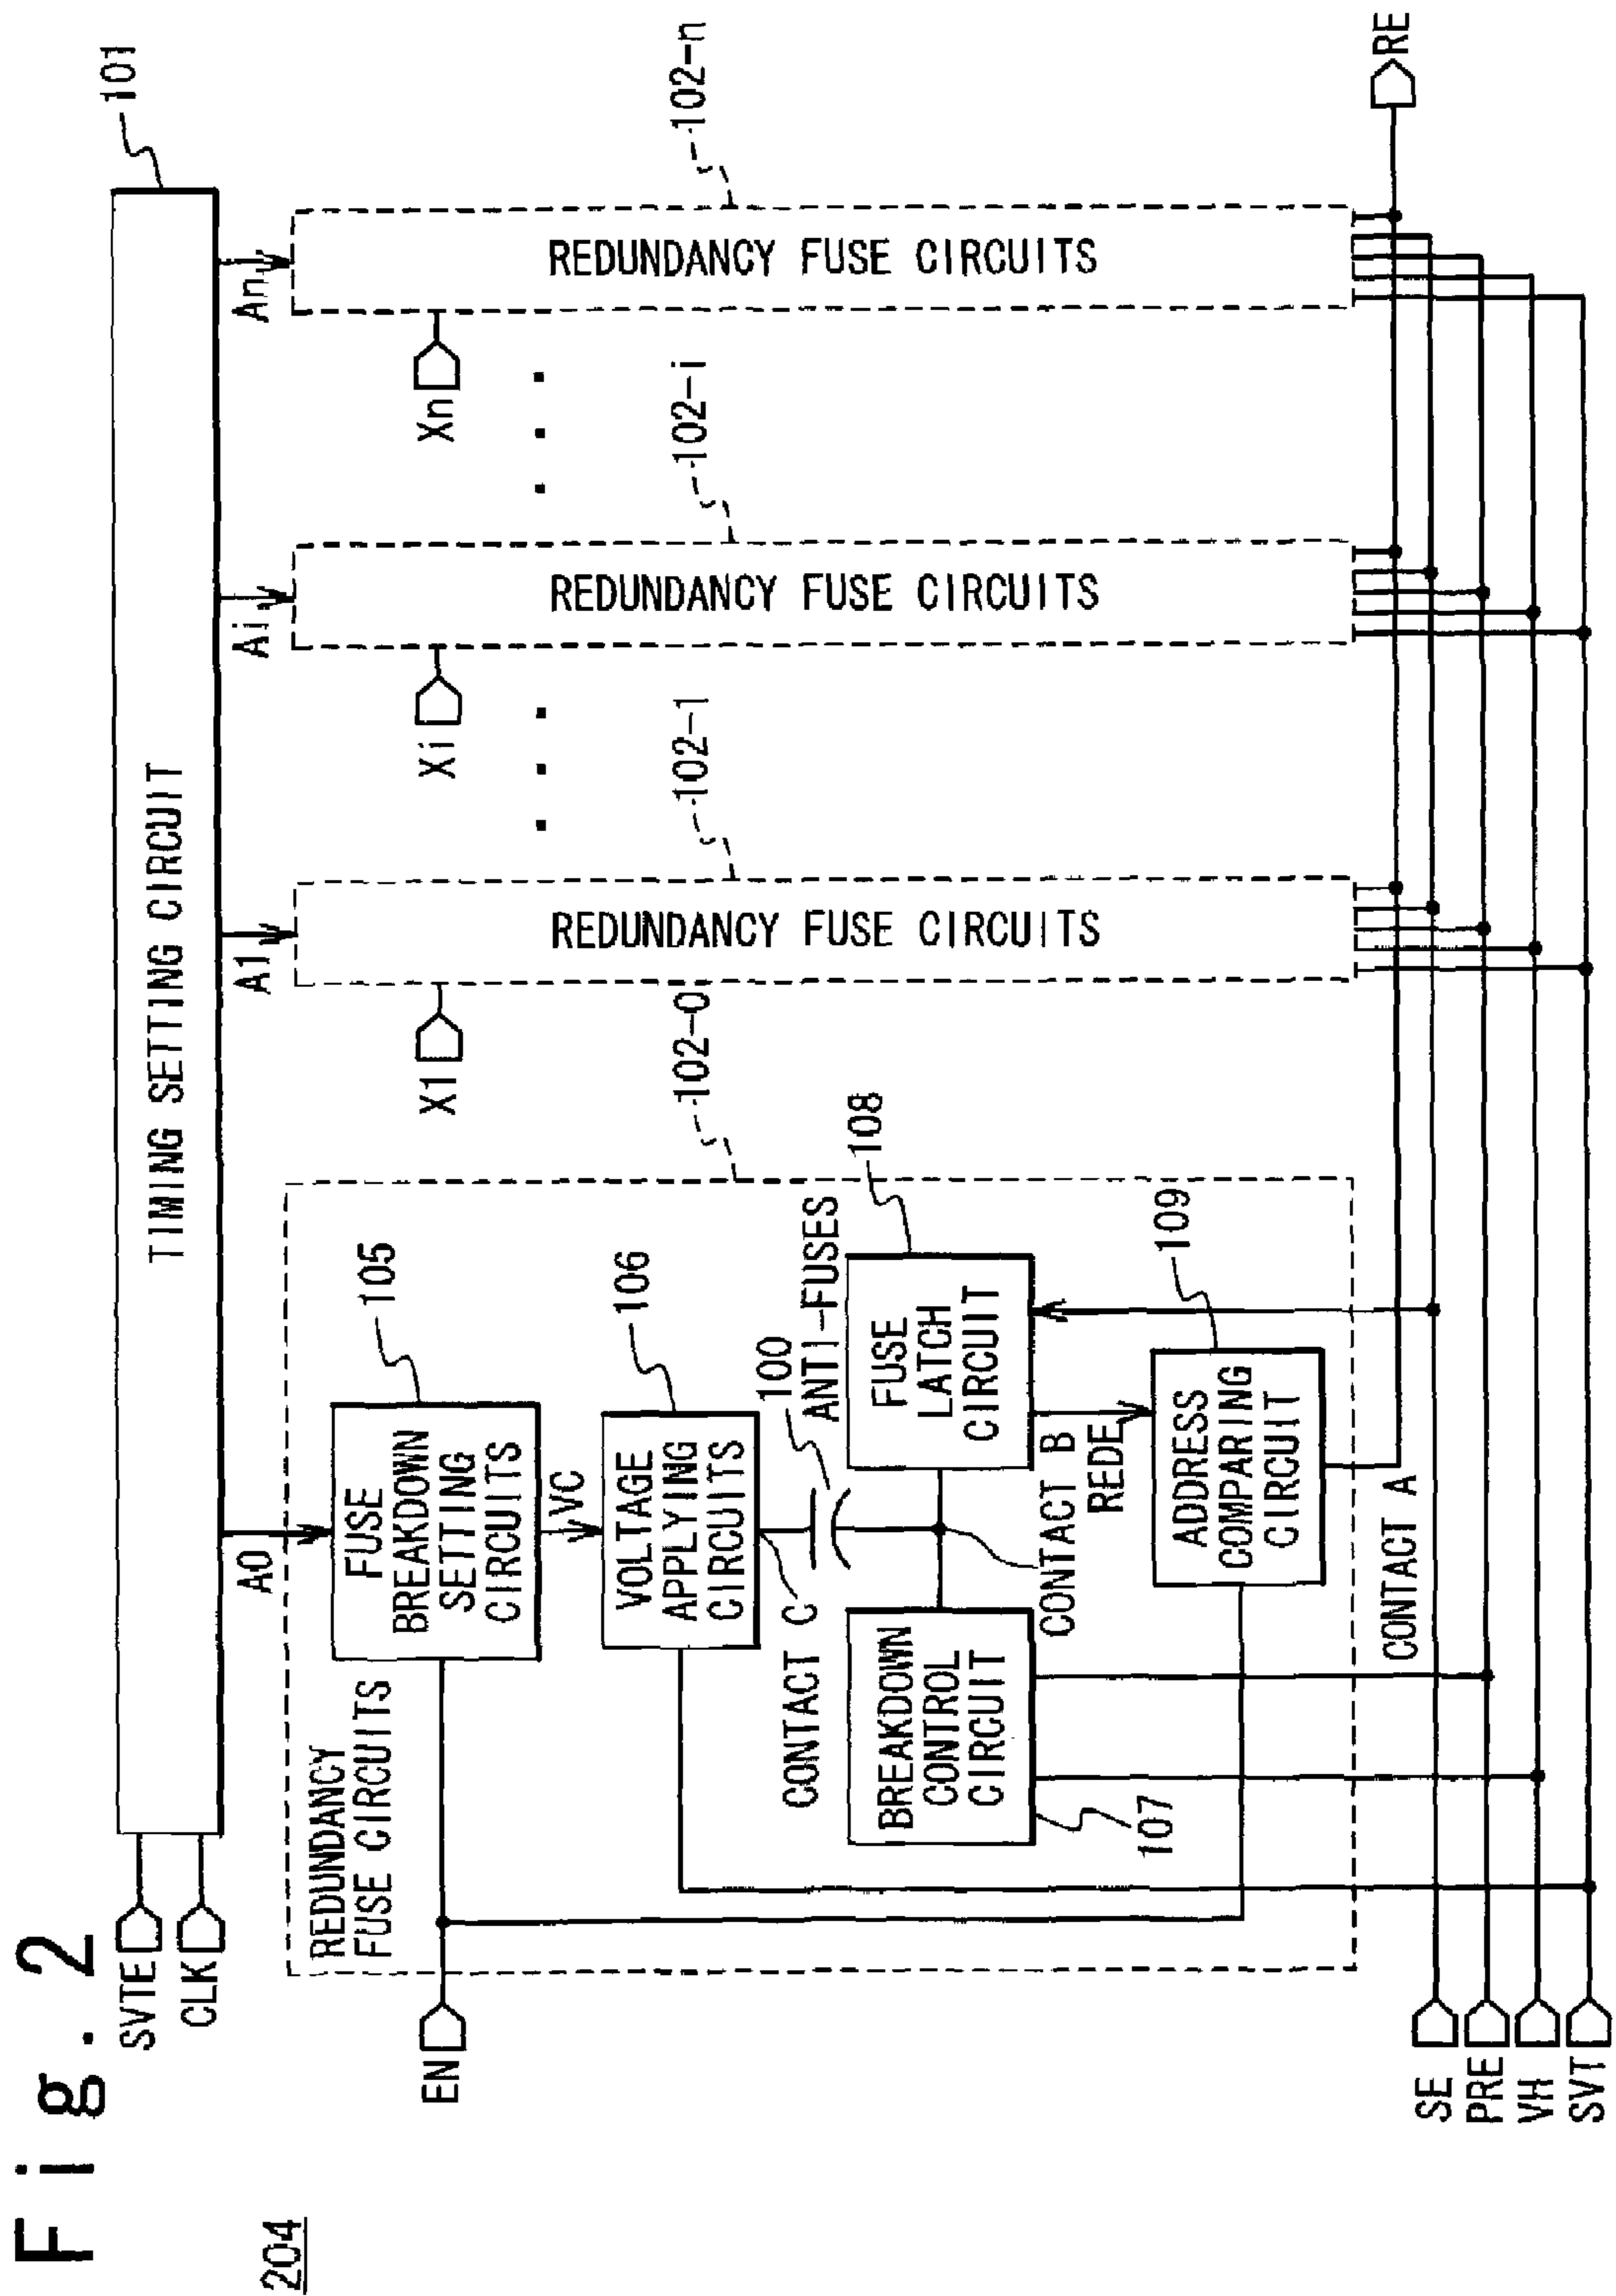 Fig. 2
204
SVTE
CLK
TIMING SETTING CIRCUIT
101
A0
A1
Ai
An
EN
REDUNDANCY
FUSE CIRCUITS
FUSE
BREAKDOWN
SETTING
CIRCUITS
105
VC
VOLTAGE
APPLYING
CIRCUITS
106
CONTACT C
100
ANTI-FUSES
BREAKDOWN
CONTROL
CIRCUIT
107
FUSE
LATCH
CIRCUIT
108
CONTACT B
REDE
ADDRESS
COMPARING
CIRCUIT
109
CONTACT A
102-0
X1
REDUNDANCY FUSE CIRCUITS
102-1
Xi
REDUNDANCY FUSE CIRCUITS
102-i
Xn
REDUNDANCY FUSE CIRCUITS
102-n
SE
PRE
VH
SVT
RE